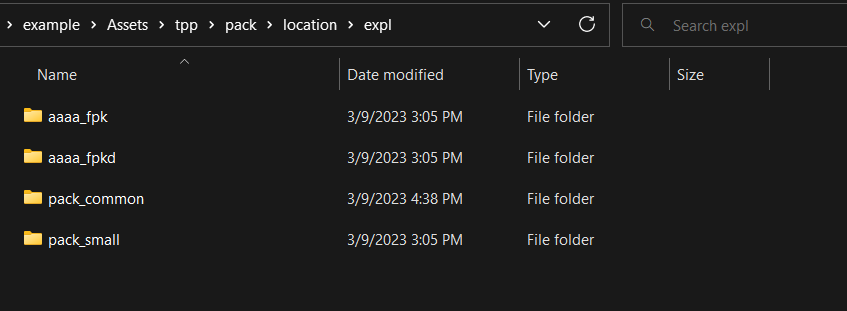 example > Assets > tpp > pack > location > expl
Search expl
Name Date modified Type Size
aaaa_fpk 3/9/2023 3:05 PM File folder
aaaa_fpkd 3/9/2023 3:05 PM File folder
pack_common 3/9/2023 4:38 PM File folder
pack_small 3/9/2023 3:05 PM File folder